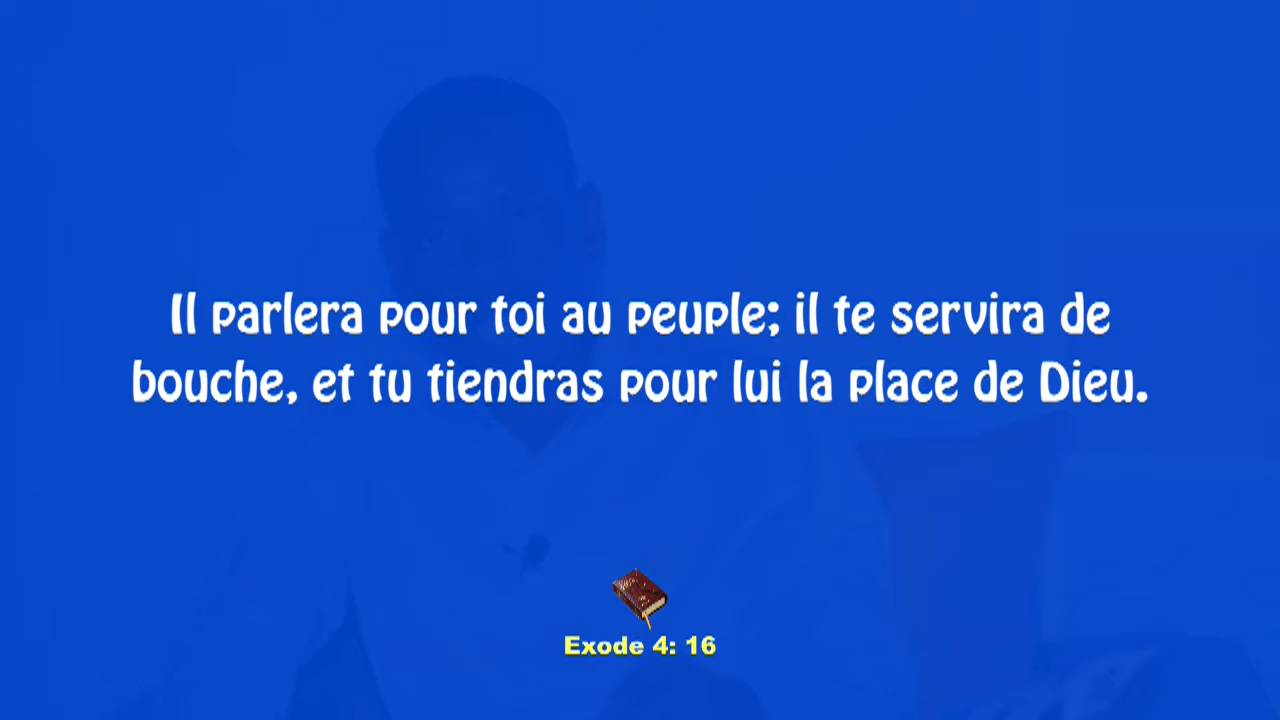 Il parlera pour toi au peuple; il te servira de
bouche, et tu tiendras pour lui la place de Dieu.
Exode 4: 16